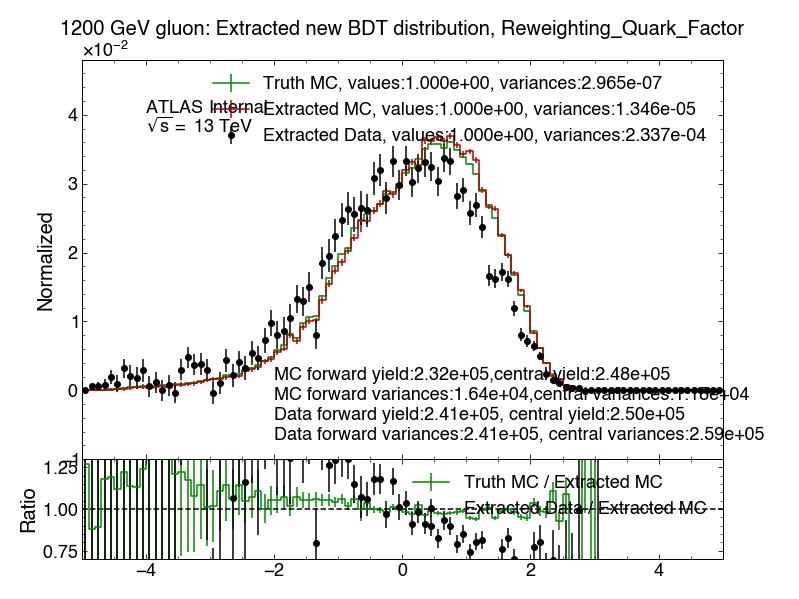 1200 GeV gluon: Extracted new BDT distribution, Reweighting_Quark_Factor
×10⁻²
Truth MC, values:1.000e+00, variances:2.965e-07
ATLAS Internal
Extracted MC, values:1.000e+00, variances:1.346e-05
√s = 13 TeV
Extracted Data, values:1.000e+00, variances:2.337e-04
4
3
2
1
0
Normalized
MC forward yield:2.32e+05,central yield:2.48e+05
MC forward variances:1.64e+04,central variances:1.16e+04
Data forward yield:2.41e+05, central yield:2.50e+05
Data forward variances:2.41e+05, central variances:2.59e+05
1.25
1.00
0.75
Ratio
Truth MC / Extracted MC
Extracted Data / Extracted MC
−4 −2 0 2 4